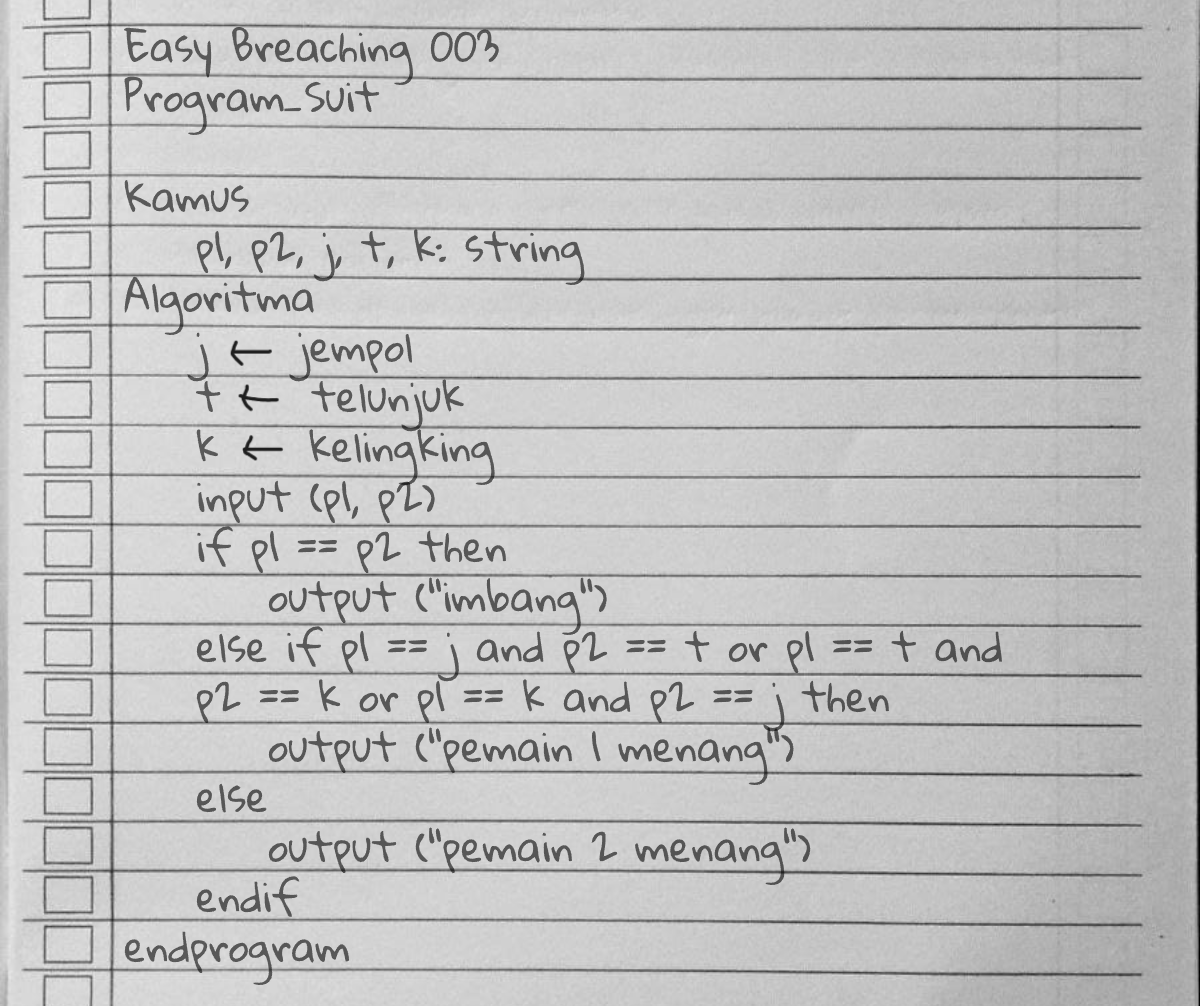 Easy Breaching 003
Program_Suit
Kamus
p1, p2, j, t, k: string
Algoritma
j ← jempol
t ← telunjuk
k ← kelingking
input (p1, p2)
if p1 == p2 then
output ("imbang")
else if p1 == j and p2 == t or p1 == t and
p2 == k or p1 == k and p2 == j then
output ("pemain 1 menang")
else
output ("pemain 2 menang")
endif
endprogram